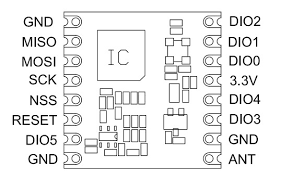 GND
MISO
MOSI
SCK
NSS
RESET
DIO5
GND
IC
DIO2
DIO1
DIO0
3.3V
DIO4
DIO3
GND
ANT